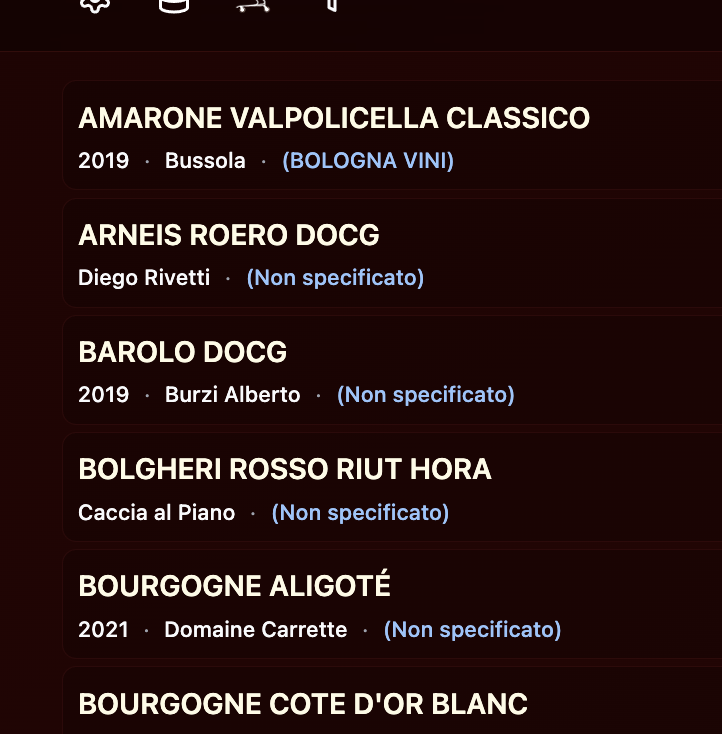 AMARONE VALPOLICELLA CLASSICO
2019 · Bussola · (BOLOGNA VINI)
ARNEIS ROERO DOCG
Diego Rivetti · (Non specificato)
BAROLO DOCG
2019 · Burzi Alberto · (Non specificato)
BOLGHERI ROSSO RIUT HORA
Caccia al Piano · (Non specificato)
BOURGOGNE ALIGOTÉ
2021 · Domaine Carrette · (Non specificato)
BOURGOGNE COTE D'OR BLANC